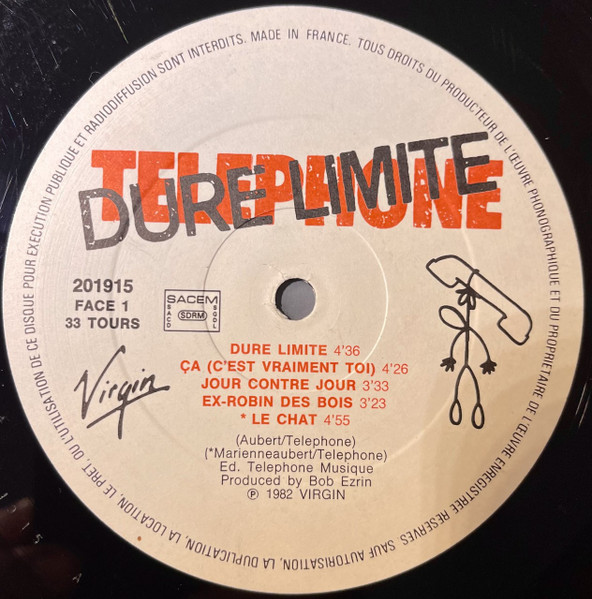 OU L'UTILISATION DE CE DISQUE POUR EXECUTION PUBLIQUE ET RADIODIFFUSION SONT INTERDITS. MADE IN FRANCE. TOUS DROITS DU PRODUCTEUR DE L'ŒUVRE PHONOGRAPHIQUE ET DU PROPRIETAIRE DE L'ŒUVRE ENREGISTREE RESERVES. SAUF AUTORISATION, LA DUPLICATION, LA LOCATION, LE PRET,
TELEPHONE
DURE LIMITE
201915
FACE 1
33 TOURS
SACEM
SACD
SDRM
SGDL
Virgin
DURE LIMITE 4'36
ÇA (C'EST VRAIMENT TOI) 4'26
JOUR CONTRE JOUR 3'33
EX-ROBIN DES BOIS 3'23
* LE CHAT 4'55
(Aubert/Telephone)
(*Marienneaubert/Telephone)
Ed. Telephone Musique
Produced by Bob Ezrin
Ⓟ 1982 VIRGIN